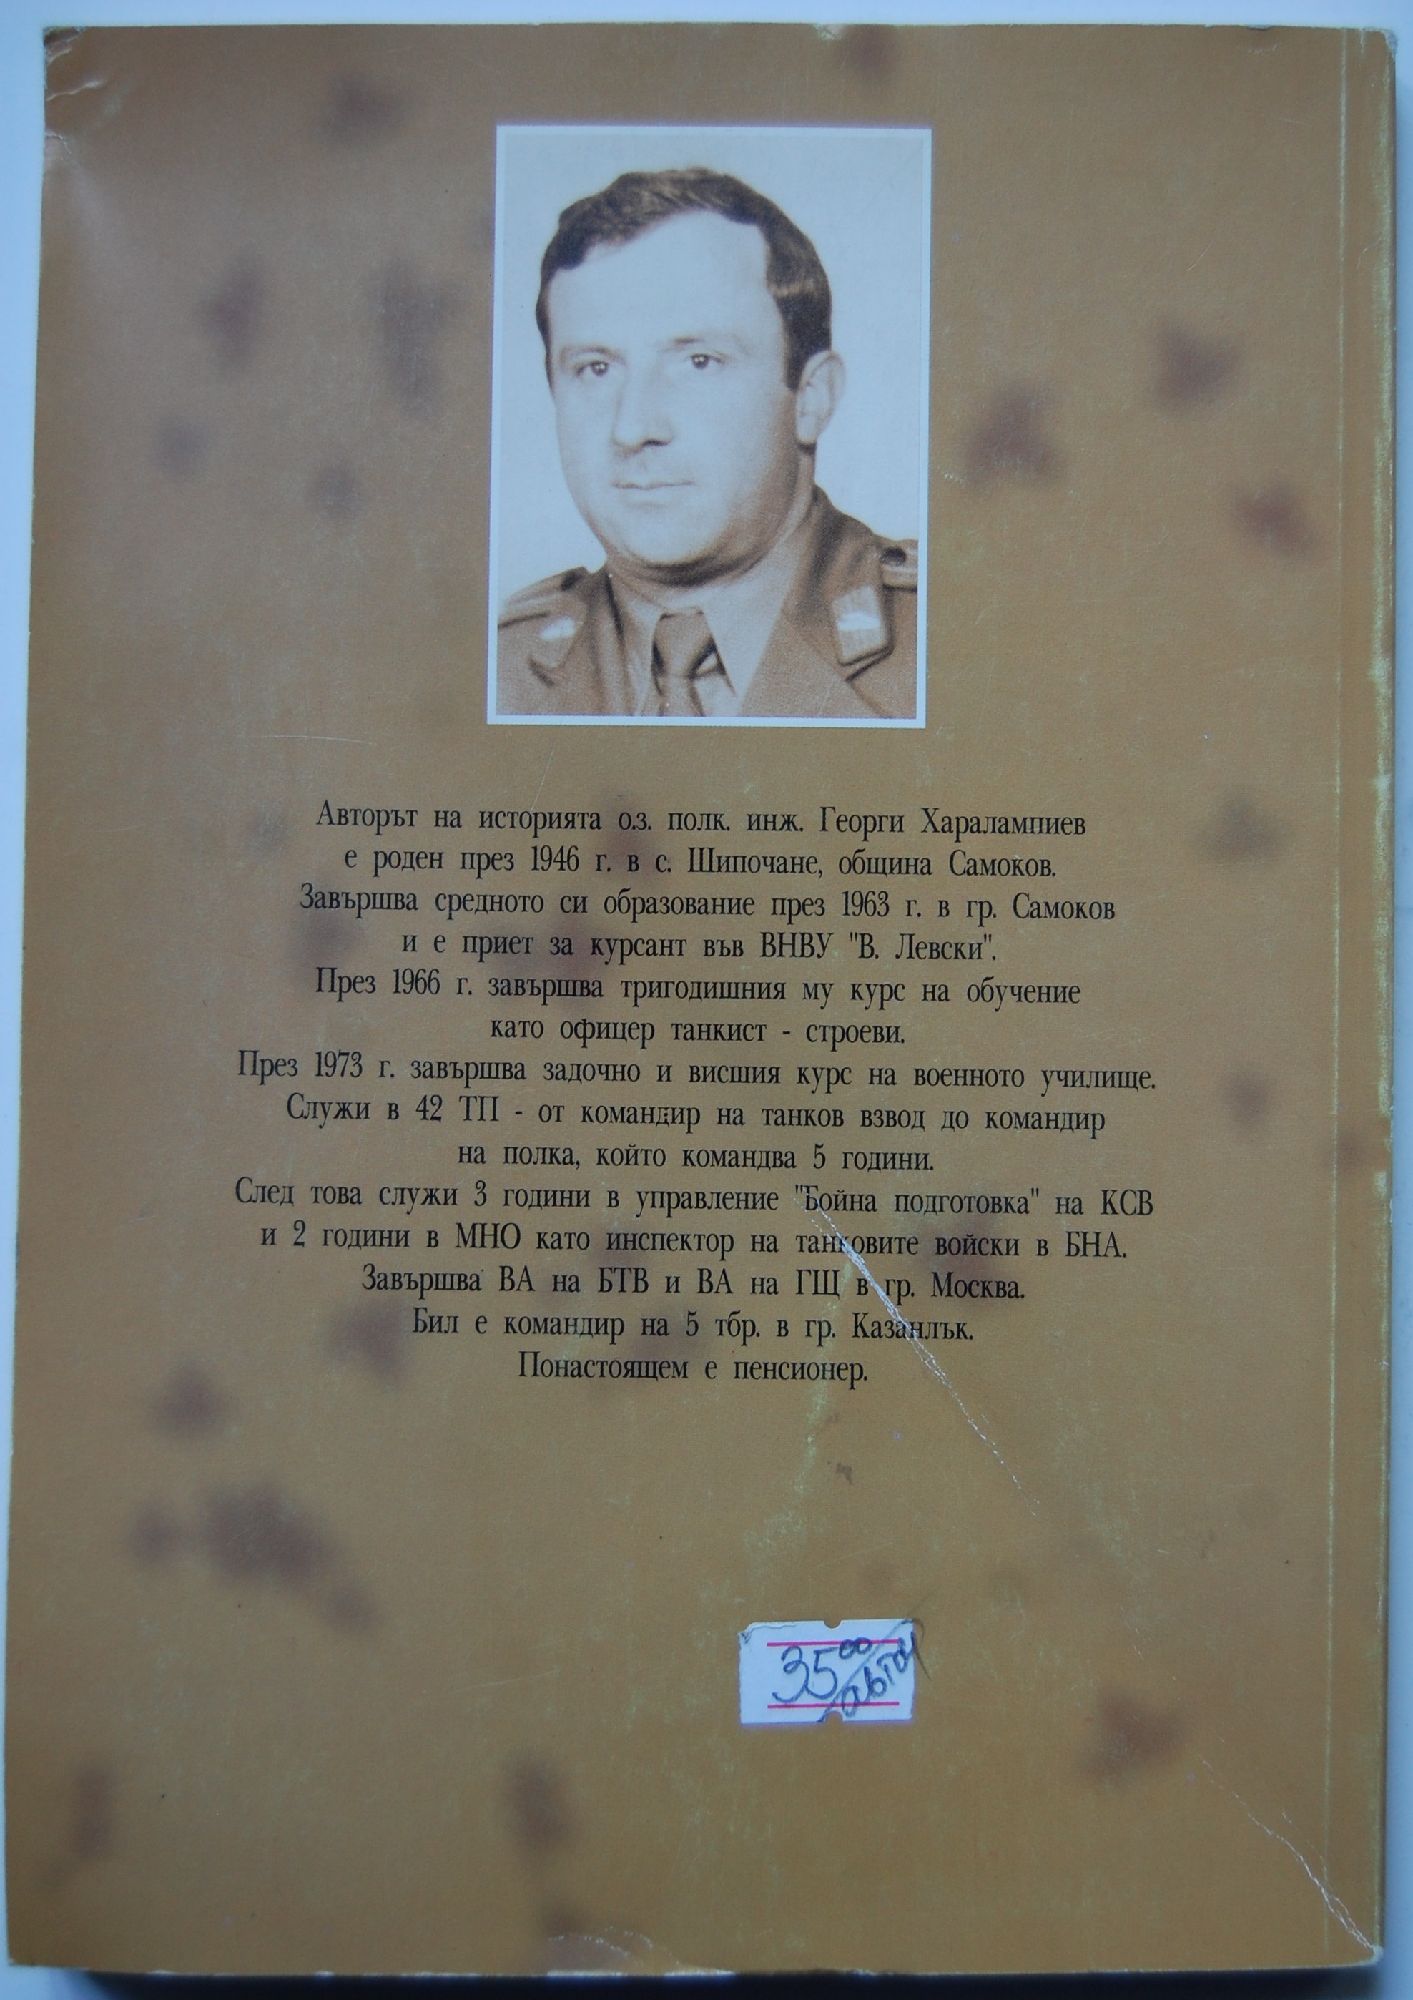 Авторът на историята о.з. полк. инж. Георги Харалампиев
е роден през 1946 г. в с. Шипочане, община Самоков.
Завършва средното си образование през 1963 г. в гр. Самоков
и е приет за курсант във ВНВУ "В. Левски".
През 1966 г. завършва тригодишния му курс на обучение
като офицер танкист - строеви.
През 1973 г. завършва задочно и висшия курс на военното училище.
Служи в 42 ТП - от командир на танков взвод до командир
на полка, който командва 5 години.
След това служи 3 години в управление "Бойна подготовка" на КСВ
и 2 години в МНО като инспектор на танковите войски в БНА.
Завършва ВА на БТВ и ВА на ГЩ в гр. Москва.
Бил е командир на 5 тбр. в гр. Казанлък.
Понастоящем е пенсионер.
35 00